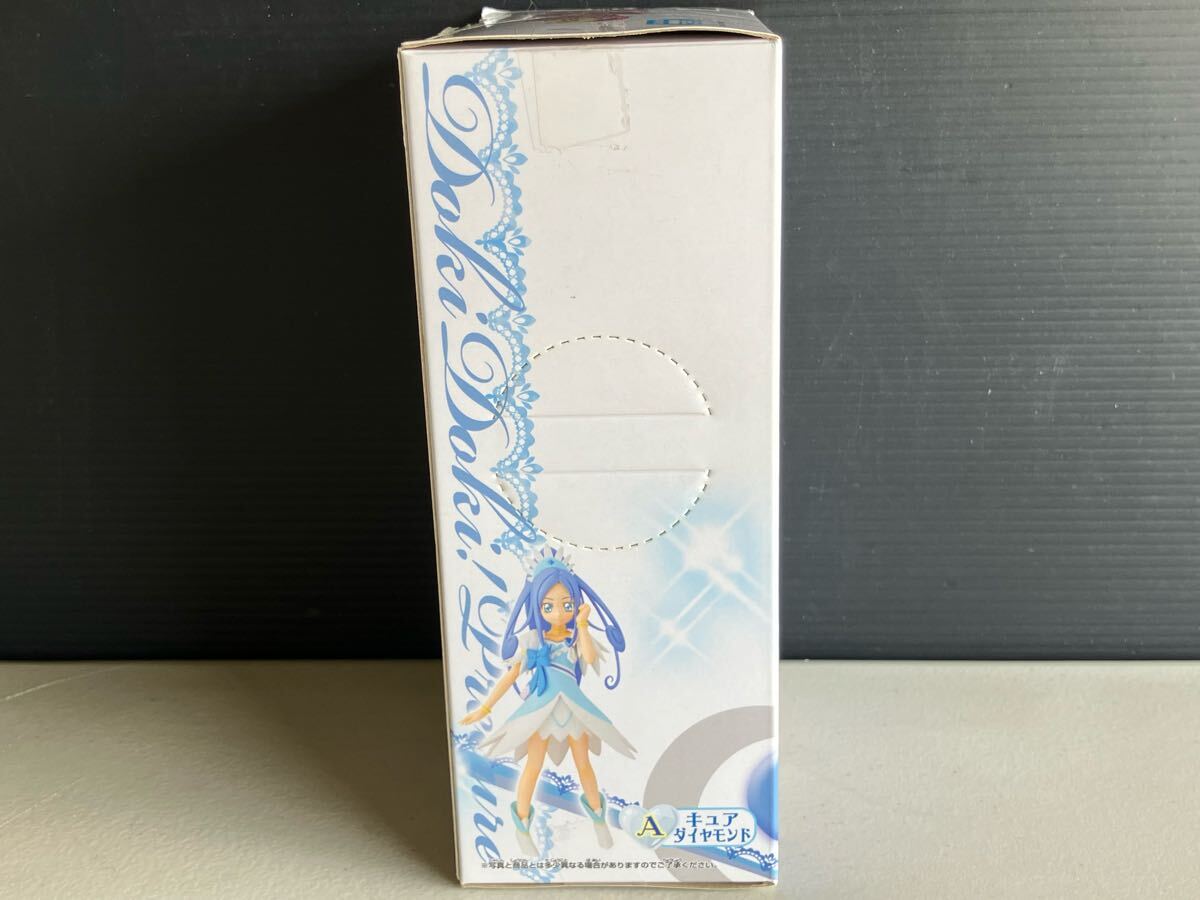 DokiDoki! Precure
A
キュア
ダイヤモンド
※写真と商品とは多少異なる場合がありますのでご了承ください。